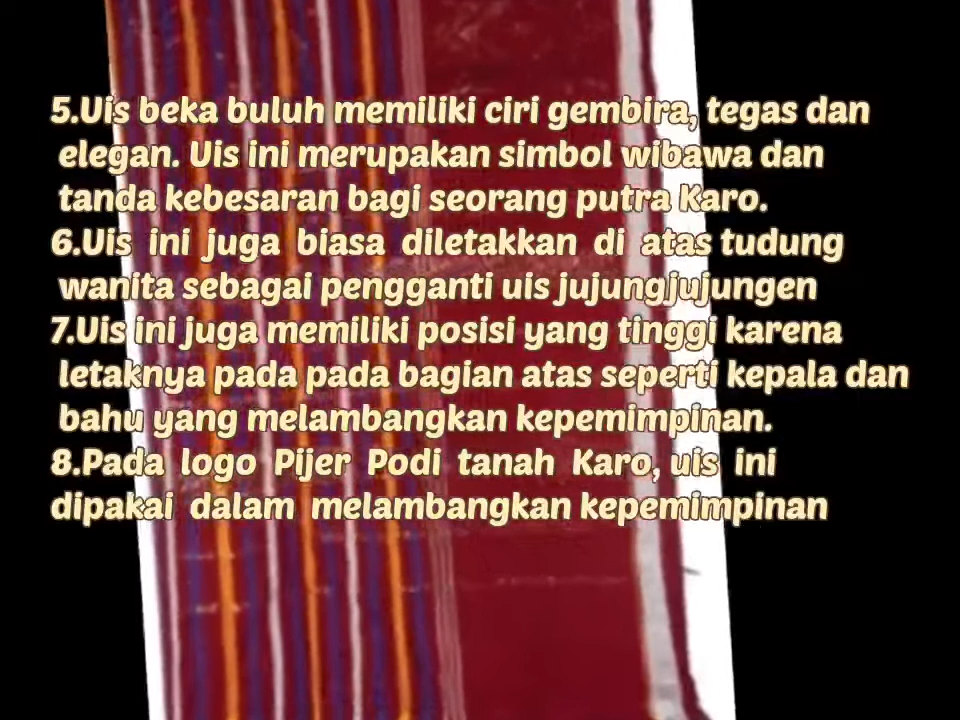 5.Uis beka buluh memiliki ciri gembira, tegas dan
elegan. Uis ini merupakan simbol wibawa dan
tanda kebesaran bagi seorang putra Karo.
6.Uis ini juga biasa diletakkan di atas tudung
wanita sebagai pengganti uis jujungjujungen
7.Uis ini juga memiliki posisi yang tinggi karena
letaknya pada pada bagian atas seperti kepala dan
bahu yang melambangkan kepemimpinan.
8.Pada logo Pijer Podi tanah Karo, uis ini
dipakai dalam melambangkan kepemimpinan